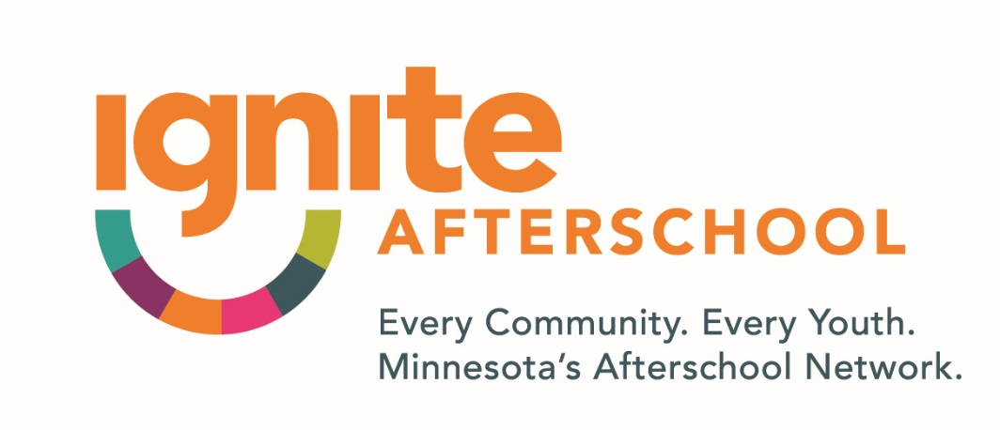 ignite
AFTERSCHOOL
Every Community. Every Youth.
Minnesota's Afterschool Network.